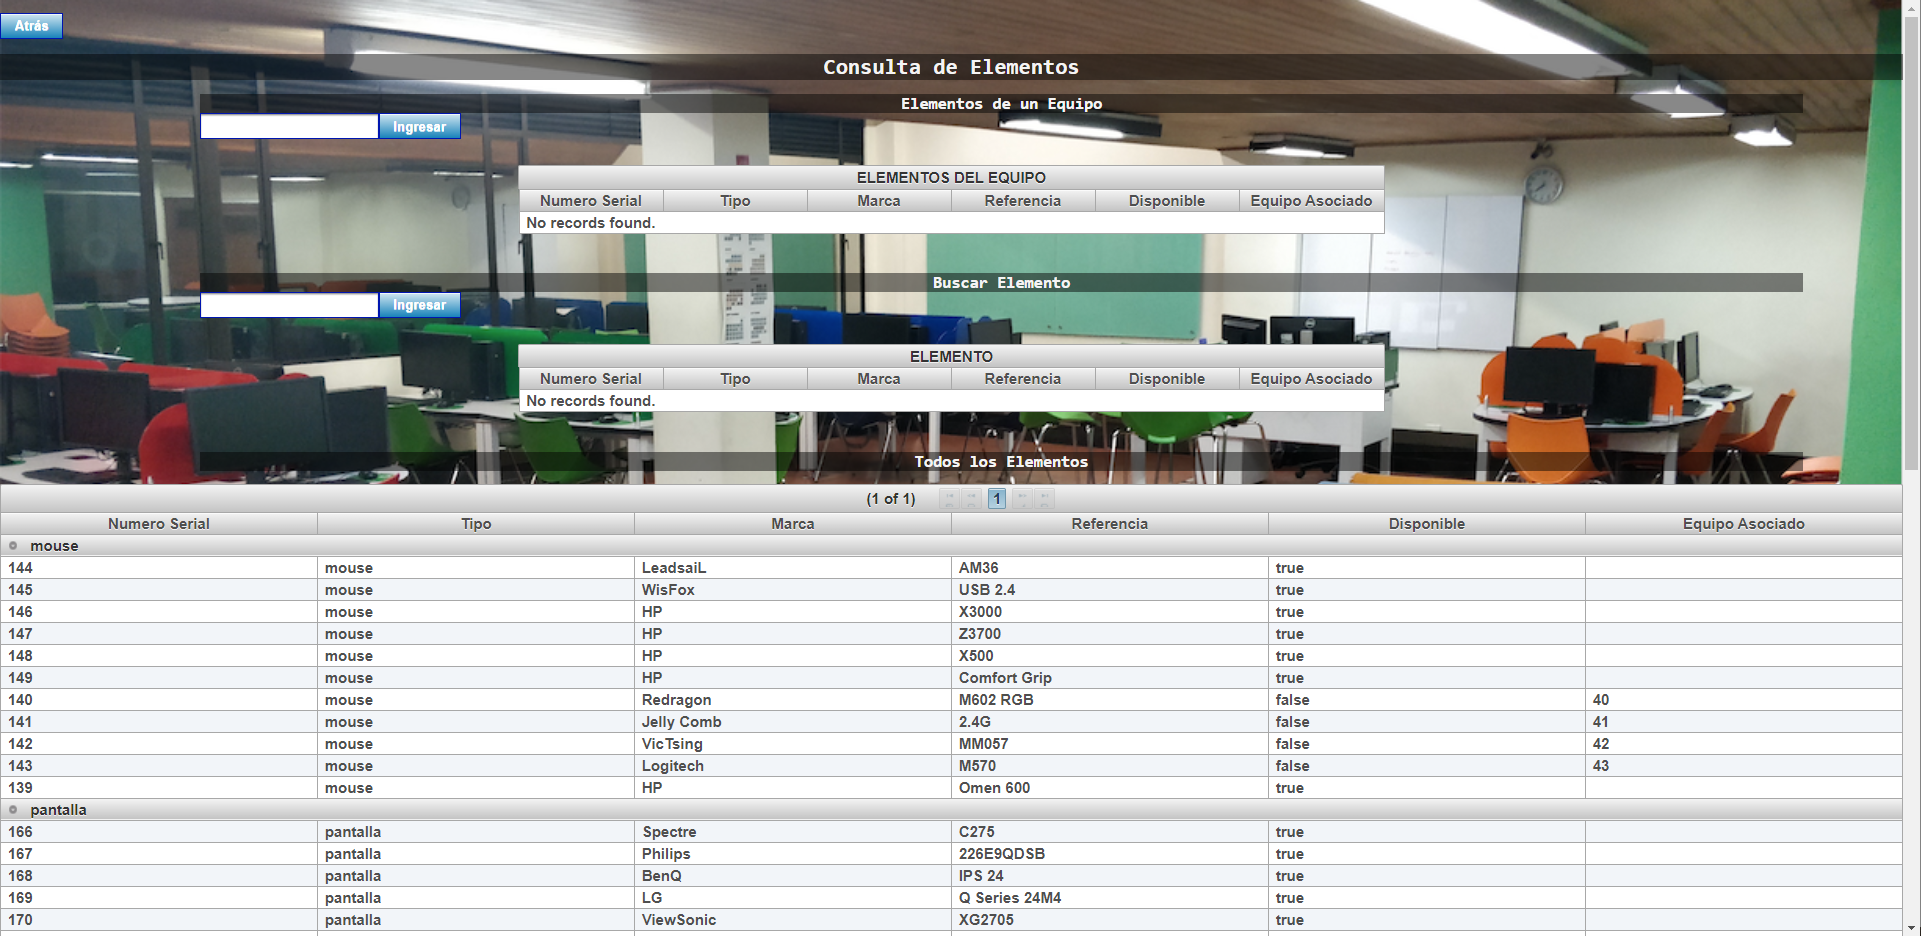 Atrás
Consulta de Elementos
Elementos de un Equipo
Ingresar
ELEMENTOS DEL EQUIPO
Numero Serial Tipo Marca Referencia Disponible Equipo Asociado
No records found.
Buscar Elemento
Ingresar
ELEMENTO
Numero Serial Tipo Marca Referencia Disponible Equipo Asociado
No records found.
Todos los Elementos
(1 of 1) 1
Numero Serial Tipo Marca Referencia Disponible Equipo Asociado
mouse
144 mouse LeadsaiL AM36 true
145 mouse WisFox USB 2.4 true
146 mouse HP X3000 true
147 mouse HP Z3700 true
148 mouse HP X500 true
149 mouse HP Comfort Grip true
140 mouse Redragon M602 RGB false 40
141 mouse Jelly Comb 2.4G false 41
142 mouse VicTsing MM057 false 42
143 mouse Logitech M570 false 43
139 mouse HP Omen 600 true
pantalla
166 pantalla Spectre C275 true
167 pantalla Philips 226E9QDSB true
168 pantalla BenQ IPS 24 true
169 pantalla LG Q Series 24M4 true
170 pantalla ViewSonic XG2705 true